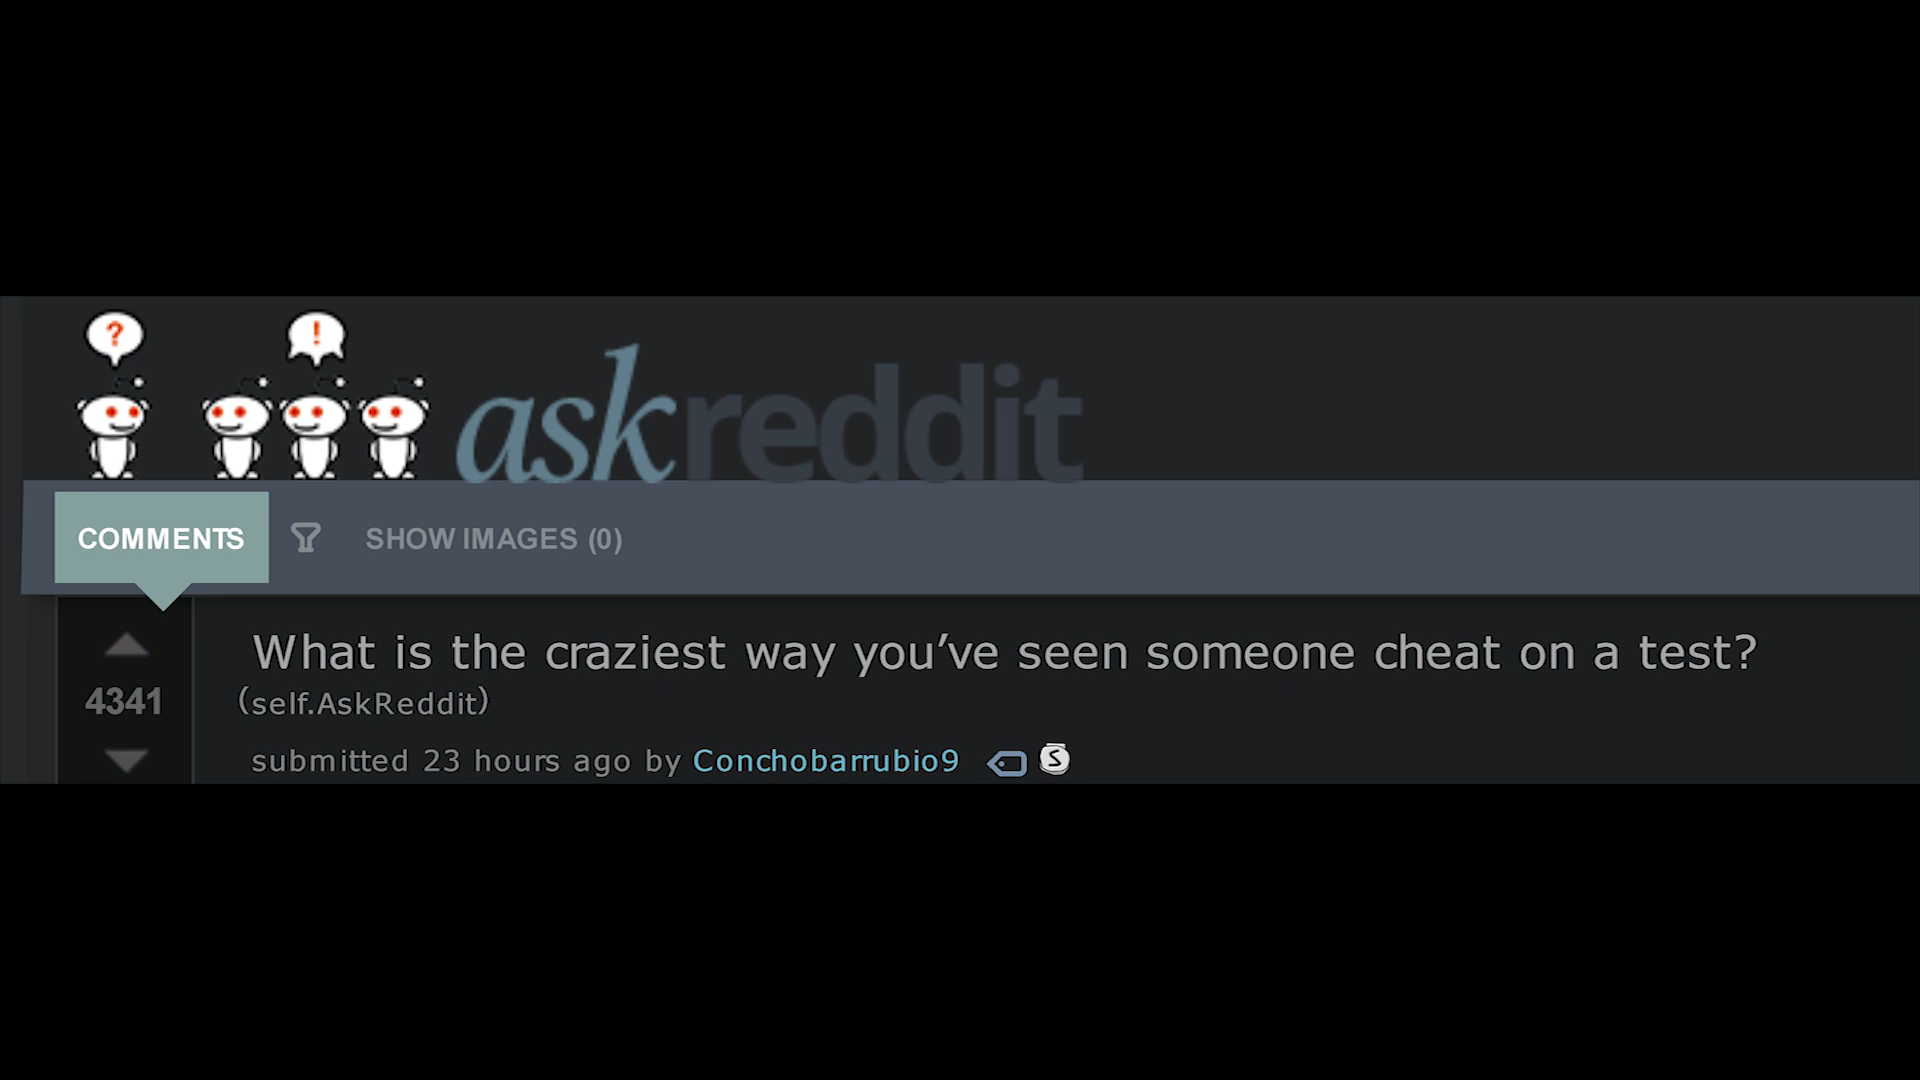 ?
!
askreddit
COMMENTS
SHOW IMAGES (0)
What is the craziest way you’ve seen someone cheat on a test?
4341
(self.AskReddit)
submitted 23 hours ago by Conchobarrubio9
S